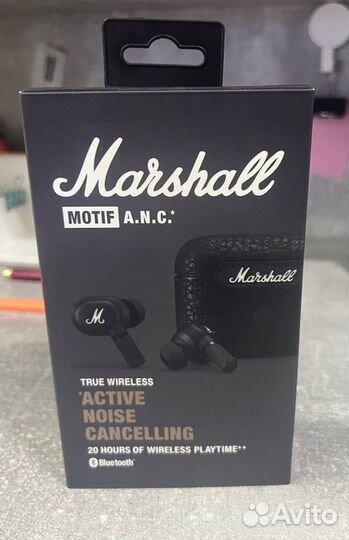 Marshall
MOTIF A.N.C.*
Marshall
M
TRUE WIRELESS
*ACTIVE
NOISE
CANCELLING
20 HOURS OF WIRELESS PLAYTIME**
Bluetooth®
Avito